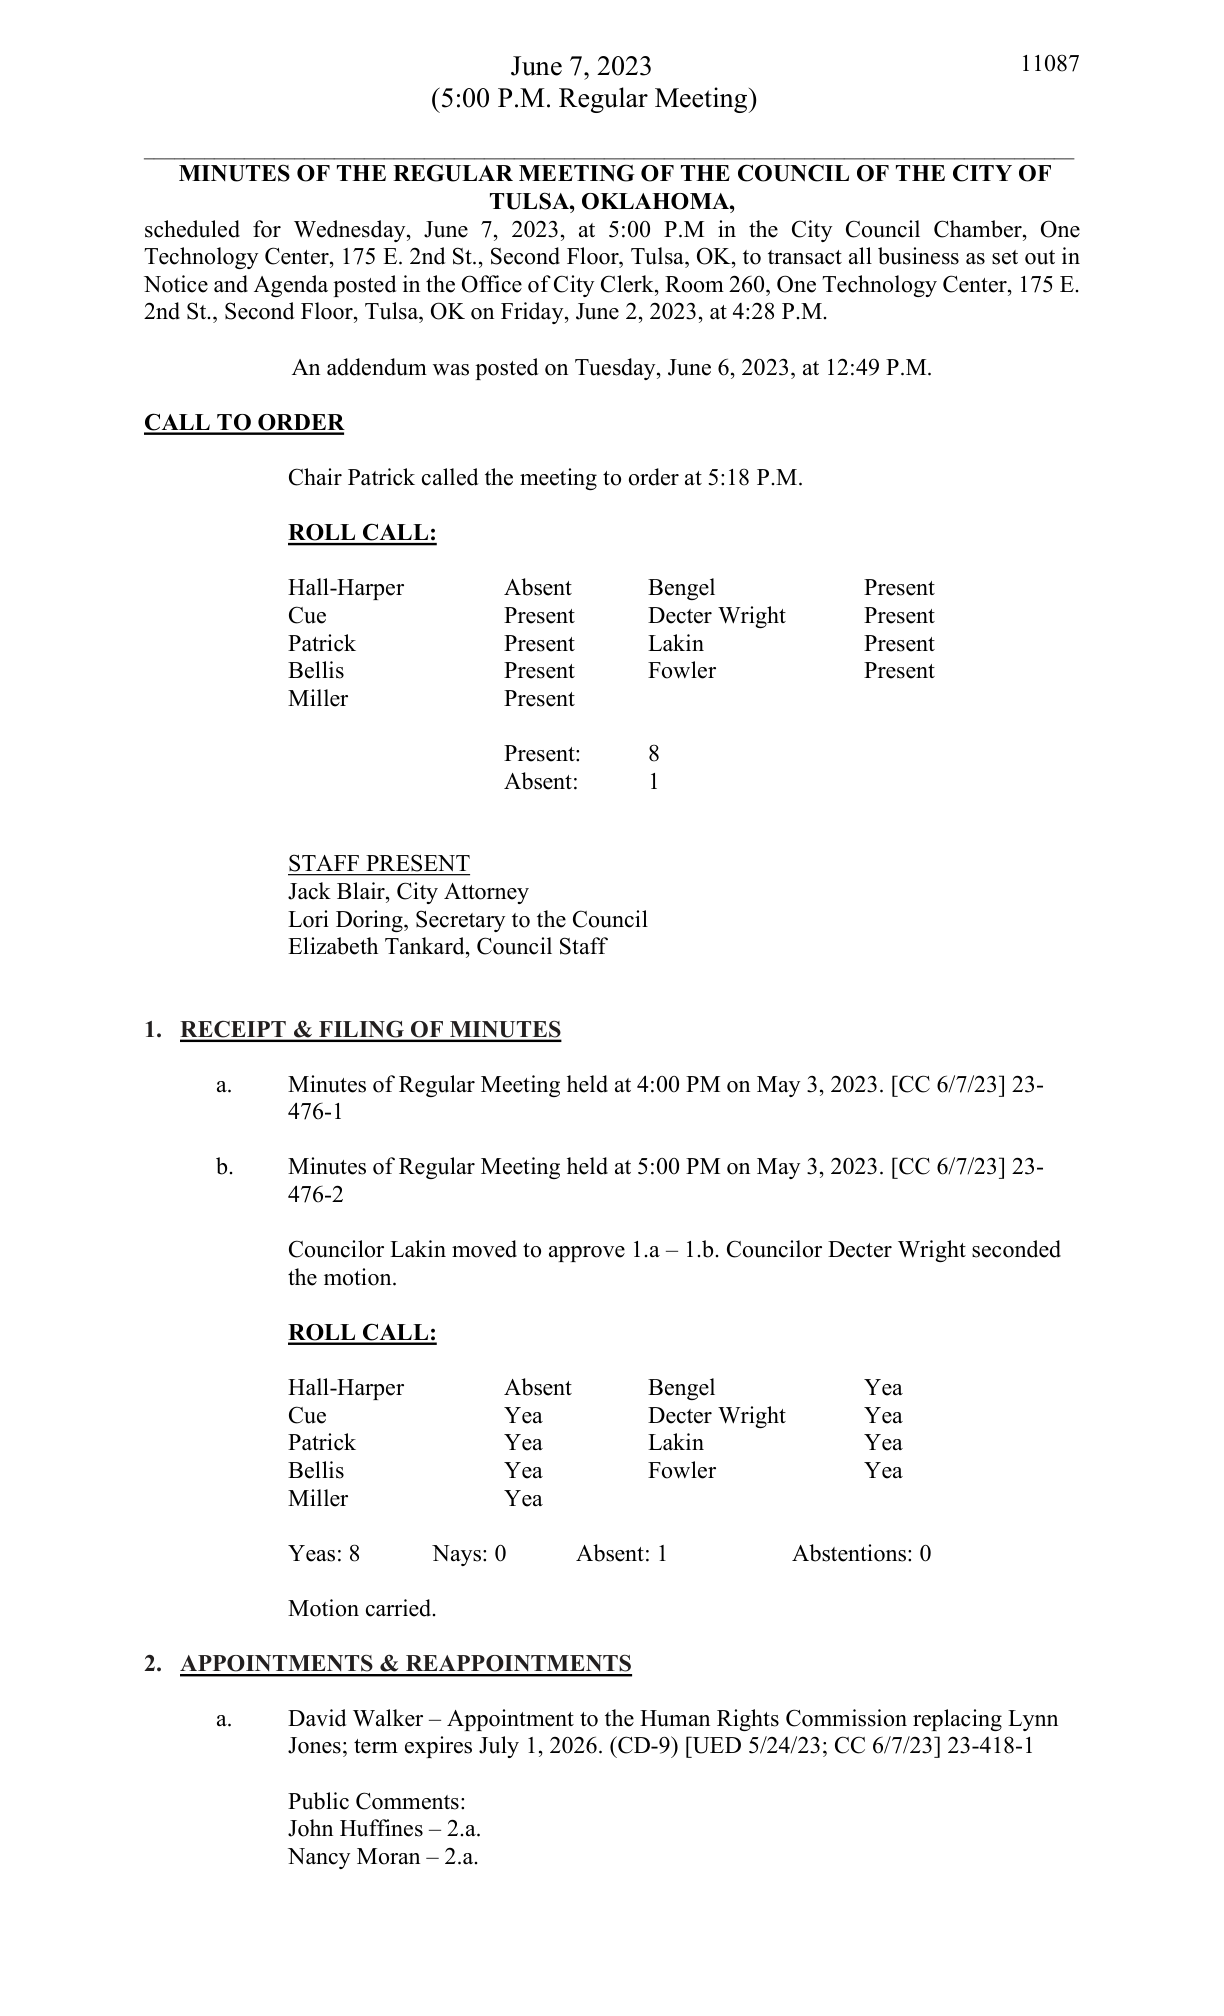 June 7, 2023
11087
(5:00 P.M. Regular Meeting)
MINUTES OF THE REGULAR MEETING OF THE COUNCIL OF THE CITY OF
TULSA, OKLAHOMA,
scheduled for Wednesday, June 7, 2023, at 5:00 P.M in the City Council Chamber, One
Technology Center, 175 E. 2nd St., Second Floor, Tulsa, OK, to transact all business as set out in
Notice and Agenda posted in the Office of City Clerk, Room 260, One Technology Center, 175 E.
2nd St., Second Floor, Tulsa, OK on Friday, June 2, 2023, at 4:28 P.M.
An addendum was posted on Tuesday, June 6, 2023, at 12:49 P.M.
CALL TO ORDER
Chair Patrick called the meeting to order at 5:18 P.M.
ROLL CALL:
Hall-Harper Absent Bengel Present
Cue Present Decter Wright Present
Patrick Present Lakin Present
Bellis Present Fowler Present
Miller Present
Present: 8
Absent: 1
STAFF PRESENT
Jack Blair, City Attorney
Lori Doring, Secretary to the Council
Elizabeth Tankard, Council Staff
1. RECEIPT & FILING OF MINUTES
a. Minutes of Regular Meeting held at 4:00 PM on May 3, 2023. [CC 6/7/23] 23-
476-1
b. Minutes of Regular Meeting held at 5:00 PM on May 3, 2023. [CC 6/7/23] 23-
476-2
Councilor Lakin moved to approve 1.a – 1.b. Councilor Decter Wright seconded
the motion.
ROLL CALL:
Hall-Harper Absent Bengel Yea
Cue Yea Decter Wright Yea
Patrick Yea Lakin Yea
Bellis Yea Fowler Yea
Miller Yea
Yeas: 8 Nays: 0 Absent: 1 Abstentions: 0
Motion carried.
2. APPOINTMENTS & REAPPOINTMENTS
a. David Walker – Appointment to the Human Rights Commission replacing Lynn
Jones; term expires July 1, 2026. (CD-9) [UED 5/24/23; CC 6/7/23] 23-418-1
Public Comments:
John Huffines – 2.a.
Nancy Moran – 2.a.